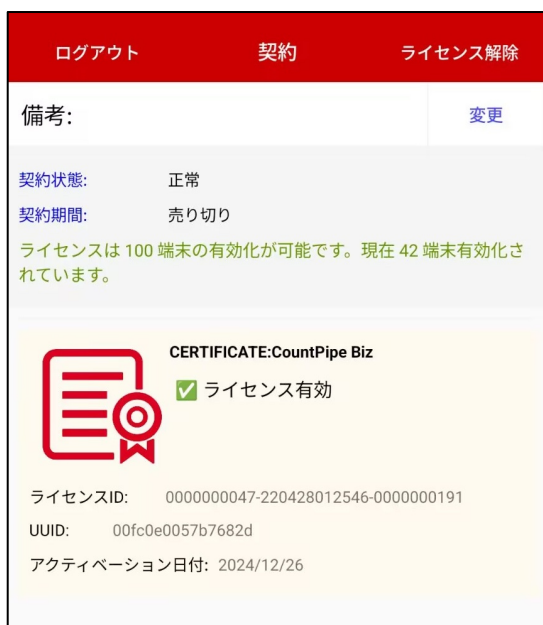 ログアウト 契約 ライセンス解除
備考: 変更
契約状態: 正常
契約期間: 売り切り
ライセンスは 100 端末の有効化が可能です。現在 42 端末有効化さ
れています。
CERTIFICATE:CountPipe Biz
✅ ライセンス有効
ライセンスID: 0000000047-220428012546-0000000191
UUID: 00fc0e0057b7682d
アクティベーション日付: 2024/12/26